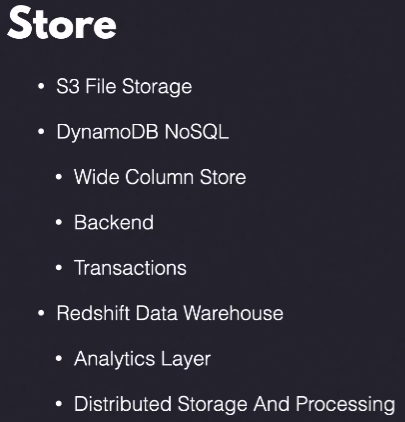 Store
• S3 File Storage
• DynamoDB NoSQL
• Wide Column Store
• Backend
• Transactions
• Redshift Data Warehouse
• Analytics Layer
• Distributed Storage And Processing